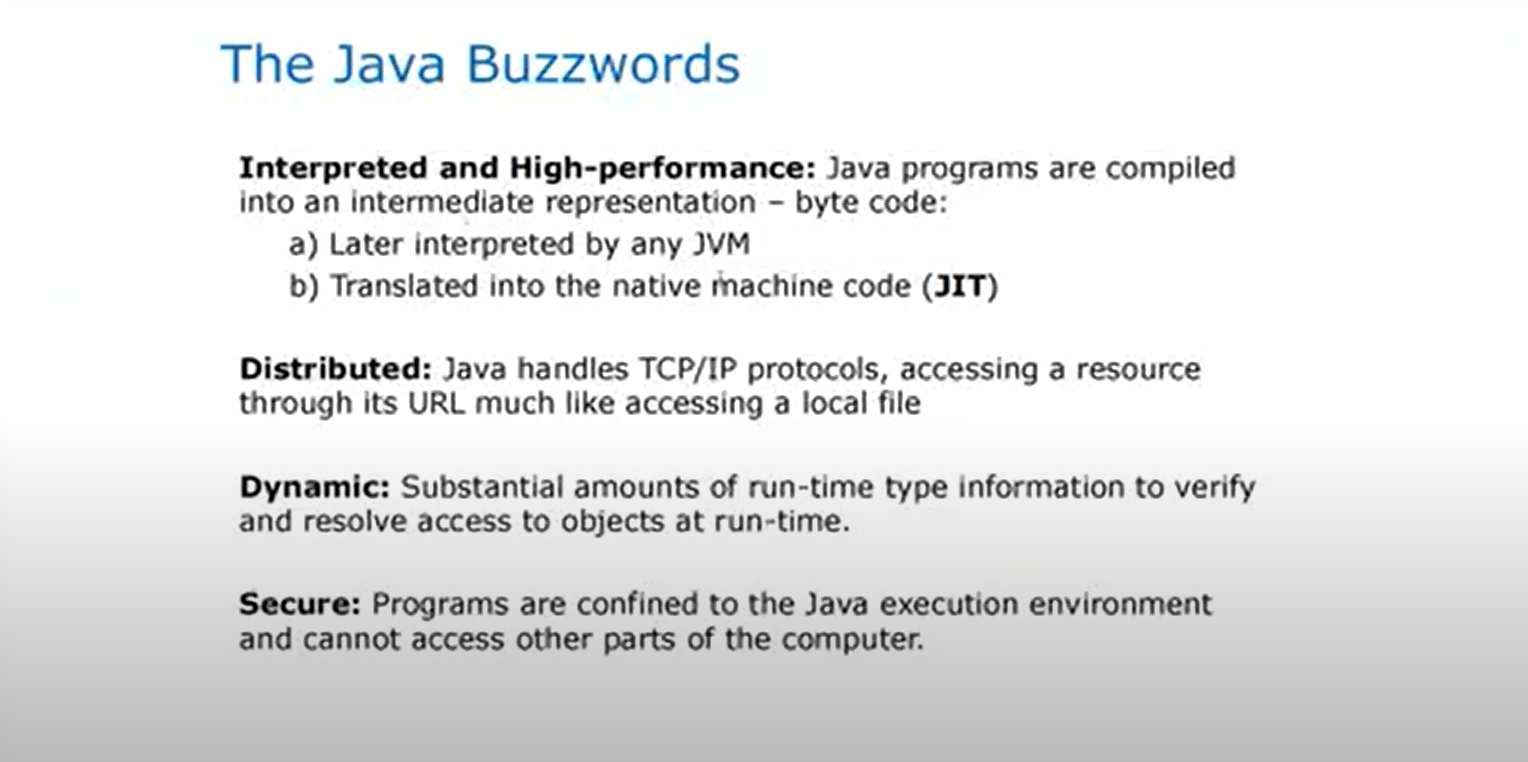 The Java Buzzwords
Interpreted and High-performance: Java programs are compiled
into an intermediate representation – byte code:
a) Later interpreted by any JVM
b) Translated into the native machine code (JIT)
Distributed: Java handles TCP/IP protocols, accessing a resource
through its URL much like accessing a local file
Dynamic: Substantial amounts of run-time type information to verify
and resolve access to objects at run-time.
Secure: Programs are confined to the Java execution environment
and cannot access other parts of the computer.